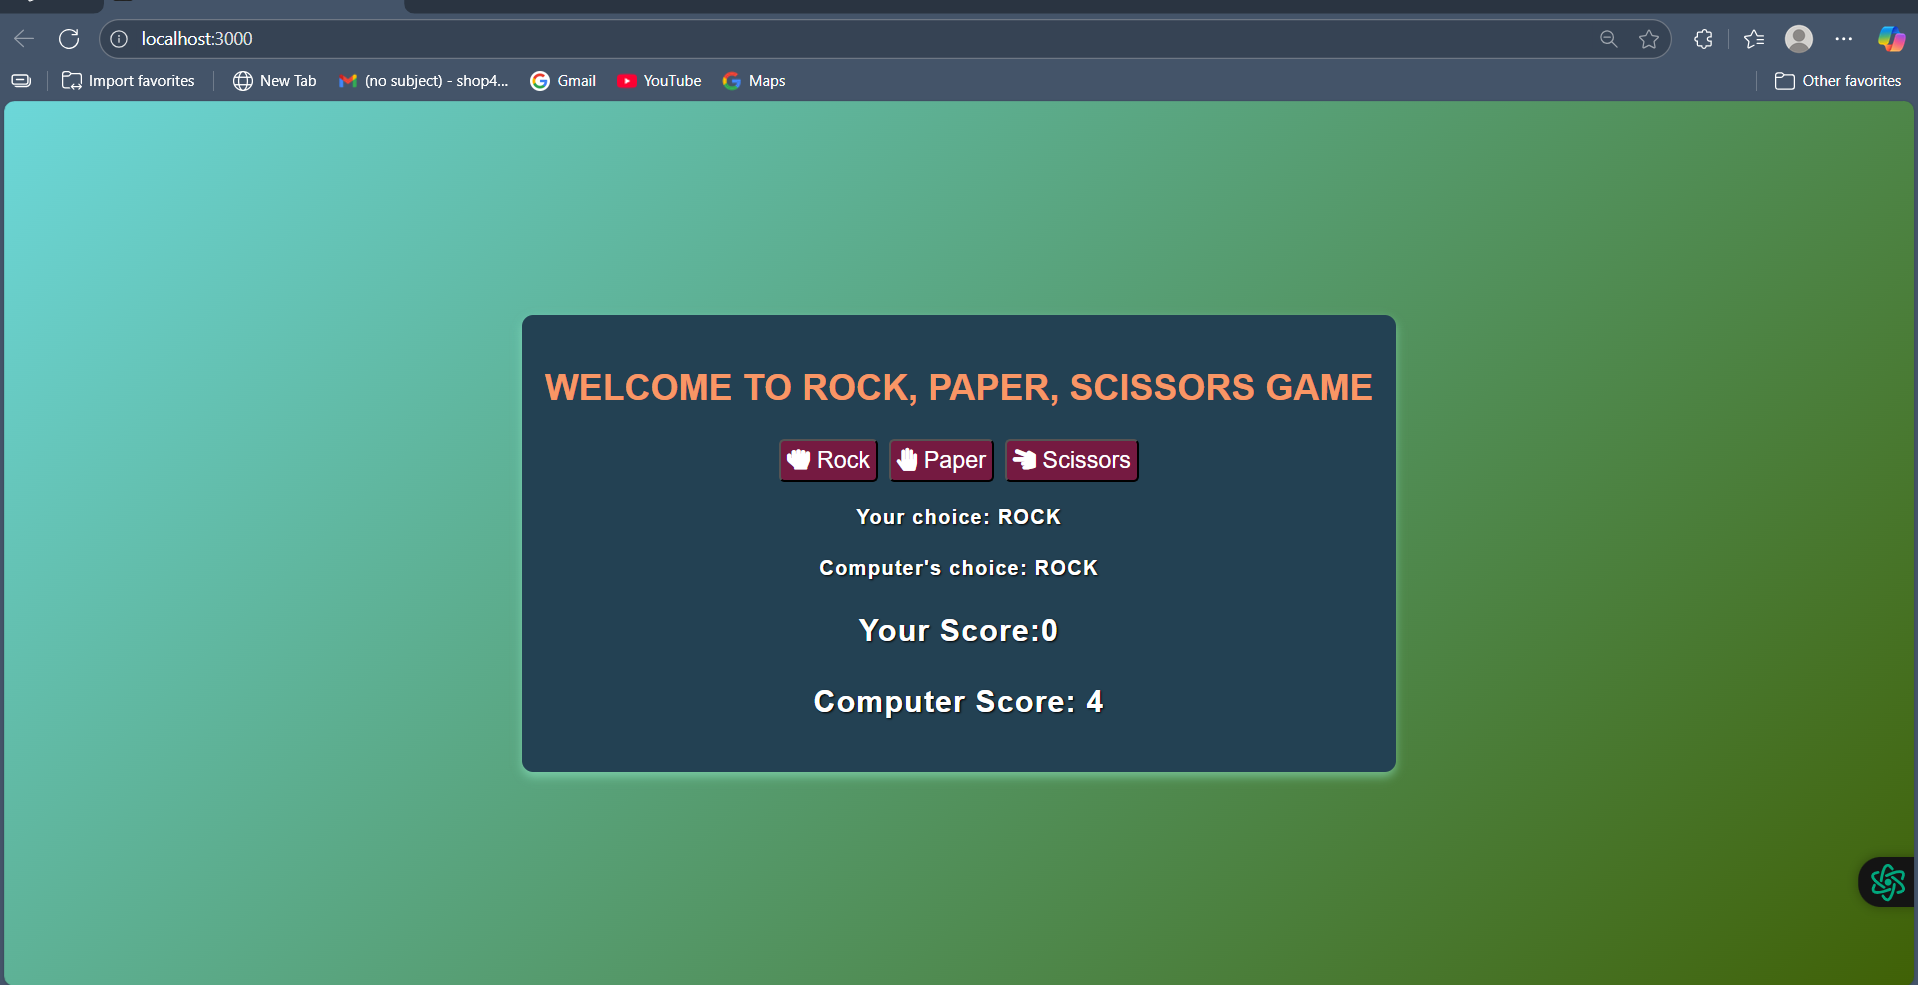 localhost:3000
Import favorites
New Tab
(no subject) - shop4...
Gmail
YouTube
Maps
Other favorites
WELCOME TO ROCK, PAPER, SCISSORS GAME
Rock Paper Scissors
Your choice: ROCK
Computer's choice: ROCK
Your Score:0
Computer Score: 4